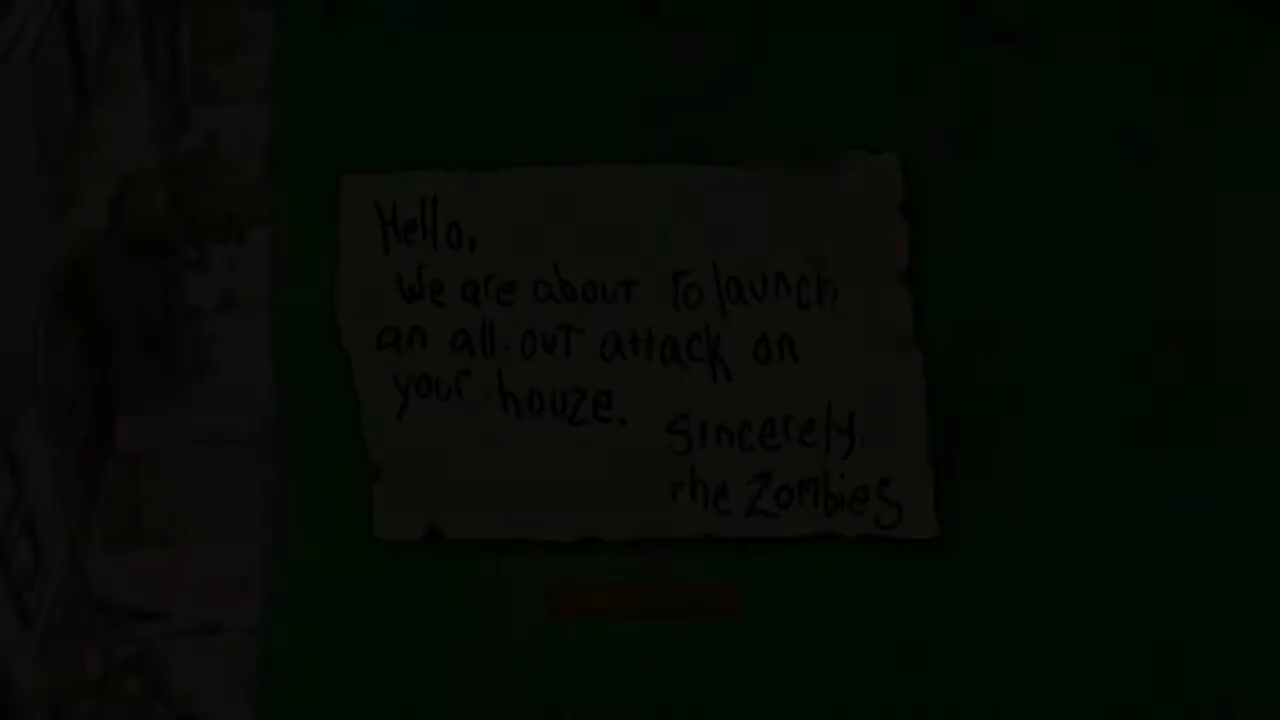 Hello,
We are about to launch
an all-out attack on
your houze.
Sincerely,
the Zombies